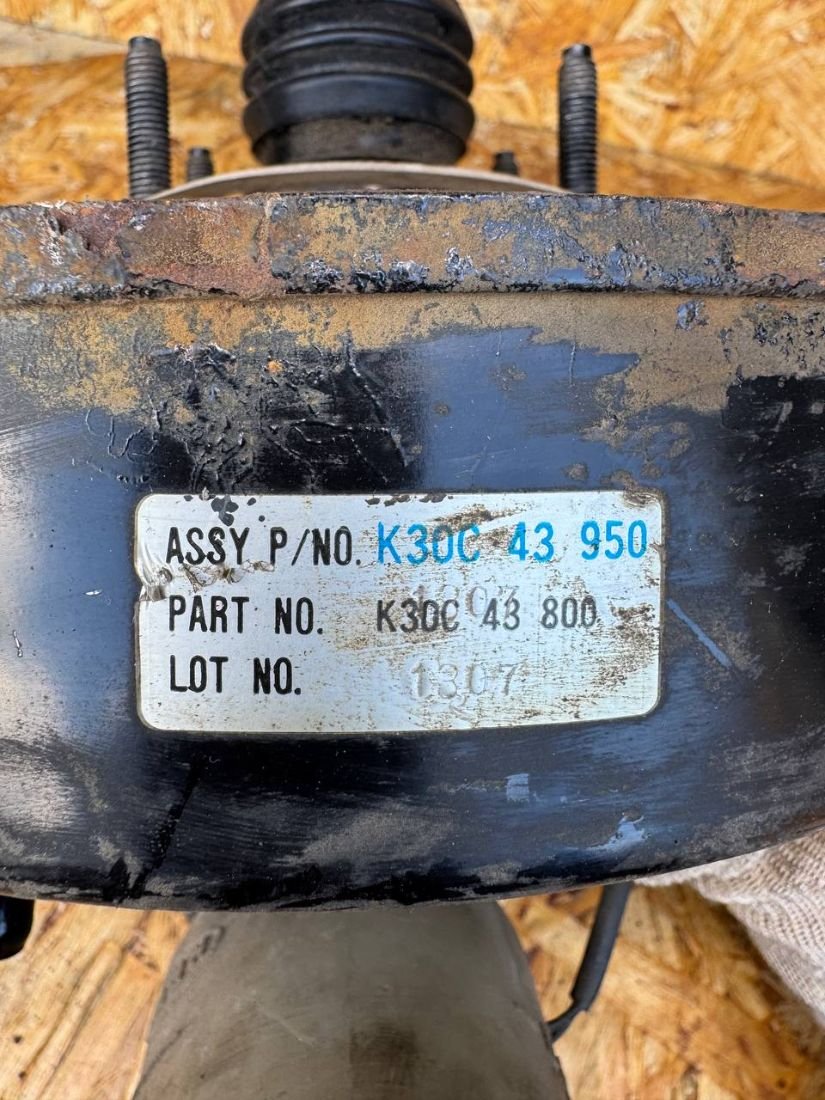 ASSY P/NO. K30C 43 950
PART NO. K30C 43 800
LOT NO. 1307